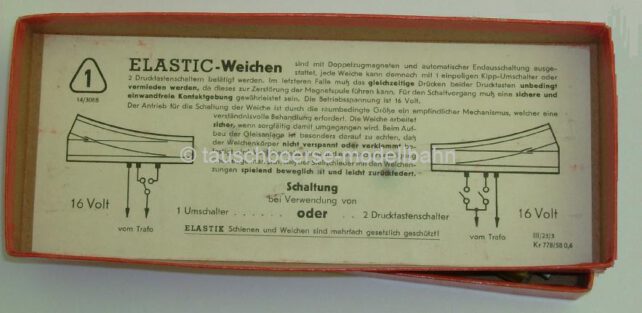 ELASTIC-Weichen sind mit Doppelzugmagneten und automatischer Endausschaltung ausge-
stattet, jede Weiche kann demnach mit 1 einpoligen Kipp-Umschalter oder
2 Drucktastenschaltern betätigt werden. Im letzteren Falle muß das gleichzeitige Drücken beider Drucktasten unbedingt
vermieden werden, da dieses zur Zerstörung der Magnetspule führen kann. Für den Schaltvorgang muß eine sichere und
einwandfreie Kontaktgebung gewährleistet sein. Die Betriebsspannung ist 16 Volt.
Der Antrieb für die Schaltung der Weiche ist durch die raumbedingte Größe ein empfindlicher Mechanismus, welcher eine
verständnisvolle Behandlung erfordert. Die Weiche arbeitet
sicher, wenn sorgfältig damit umgegangen wird. Beim Auf-
bau der Gleisanlage ist besonders darauf zu achten, daß
der Weichenkörper nicht verspannt oder verklemmt
© tauschboerse-modellbahn
tungen spielend beweglich ist und leicht zurückfedert.
1
14/3088
Schaltung
bei Verwendung von
1 Umschalter . . . . . . oder . . 2 Drucktastenschalter
16 Volt
vom Trafo
16 Volt
vom Trafo
ELASTIK Schienen und Weichen sind mehrfach gesetzlich geschützt!
III/25/3
Kr 778/58 0,6